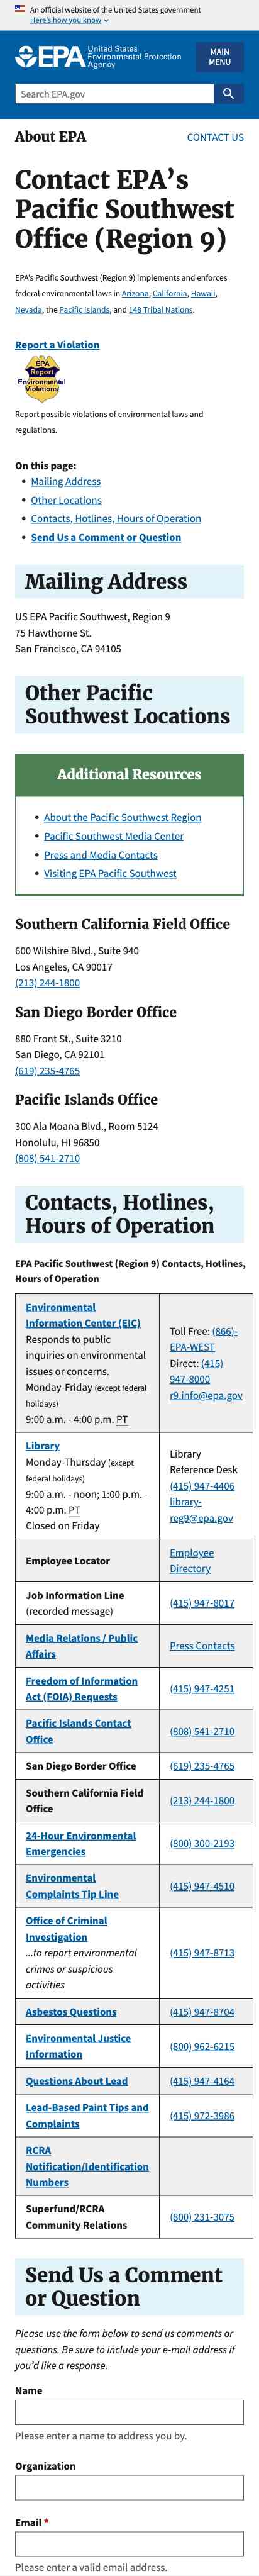 An official website of the United States government
Here's how you know
EPA United States
Environmental Protection
Agency
MAIN
MENU
Search EPA.gov
About EPA
CONTACT US
Contact EPA's
Pacific Southwest
Office (Region 9)
EPA's Pacific Southwest (Region 9) implements and enforces
federal environmental laws in Arizona, California, Hawaii,
Nevada, the Pacific Islands, and 148 Tribal Nations.
Report a Violation
EPA
Report
Environmental
Violations
Report possible violations of environmental laws and
regulations.
On this page:
• Mailing Address
• Other Locations
• Contacts, Hotlines, Hours of Operation
• Send Us a Comment or Question
Mailing Address
US EPA Pacific Southwest, Region 9
75 Hawthorne St.
San Francisco, CA 94105
Other Pacific
Southwest Locations
Additional Resources
• About the Pacific Southwest Region
• Pacific Southwest Media Center
• Press and Media Contacts
• Visiting EPA Pacific Southwest
Southern California Field Office
600 Wilshire Blvd., Suite 940
Los Angeles, CA 90017
(213) 244-1800
San Diego Border Office
880 Front St., Suite 3210
San Diego, CA 92101
(619) 235-4765
Pacific Islands Office
300 Ala Moana Blvd., Room 5124
Honolulu, HI 96850
(808) 541-2710
Contacts, Hotlines,
Hours of Operation
EPA Pacific Southwest (Region 9) Contacts, Hotlines,
Hours of Operation
Environmental
Information Center (EIC)
Responds to public
inquiries on environmental
issues or concerns.
Monday-Friday (except federal
holidays)
9:00 a.m. - 4:00 p.m. PT
Toll Free: (866)-
EPA-WEST
Direct: (415)
947-8000
r9.info@epa.gov
Library
Monday-Thursday (except
federal holidays)
9:00 a.m. - noon; 1:00 p.m. -
4:00 p.m. PT
Closed on Friday
Library
Reference Desk
(415) 947-4406
library-
reg9@epa.gov
Employee Locator
Employee
Directory
Job Information Line
(recorded message)
(415) 947-8017
Media Relations / Public
Affairs
Press Contacts
Freedom of Information
Act (FOIA) Requests
(415) 947-4251
Pacific Islands Contact
Office
(808) 541-2710
San Diego Border Office
(619) 235-4765
Southern California Field
Office
(213) 244-1800
24-Hour Environmental
Emergencies
(800) 300-2193
Environmental
Complaints Tip Line
(415) 947-4510
Office of Criminal
Investigation
...to report environmental
crimes or suspicious
activities
(415) 947-8713
Asbestos Questions
(415) 947-8704
Environmental Justice
Information
(800) 962-6215
Questions About Lead
(415) 947-4164
Lead-Based Paint Tips and
Complaints
(415) 972-3986
RCRA
Notification/Identification
Numbers
Superfund/RCRA
Community Relations
(800) 231-3075
Send Us a Comment
or Question
Please use the form below to send us comments or
questions. Be sure to include your e-mail address if
you'd like a response.
Name
Please enter a name to address you by.
Organization
Email *
Please enter a valid email address.